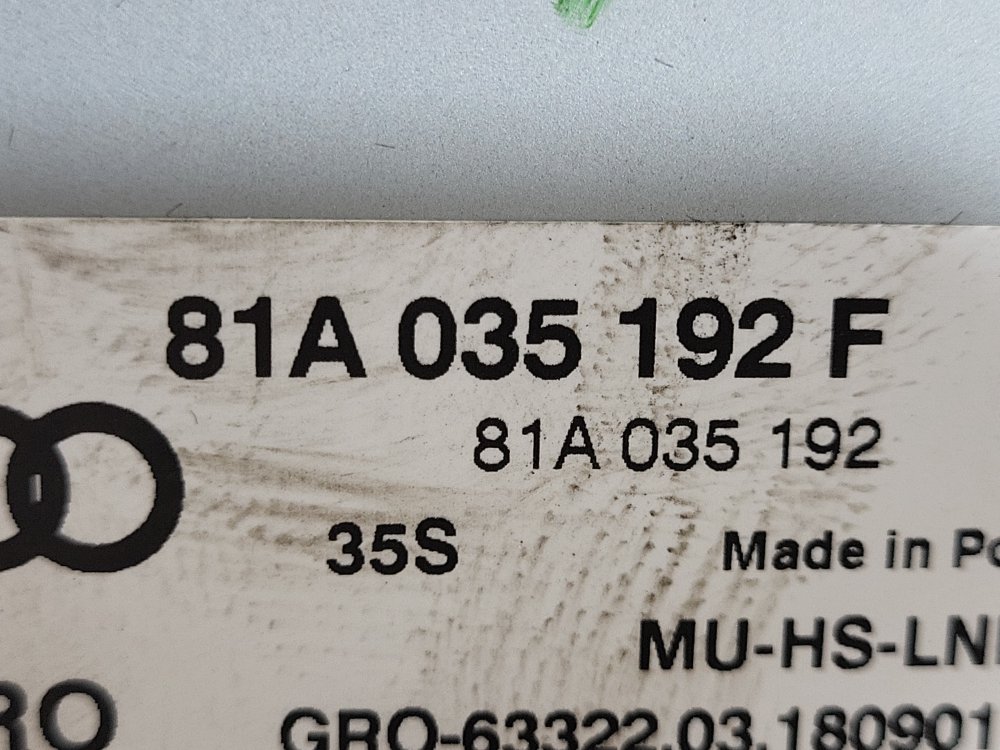 81A 035 192 F
81A 035 192
35S
Made in
MU-HS-LN
GRO-63322.03.180901